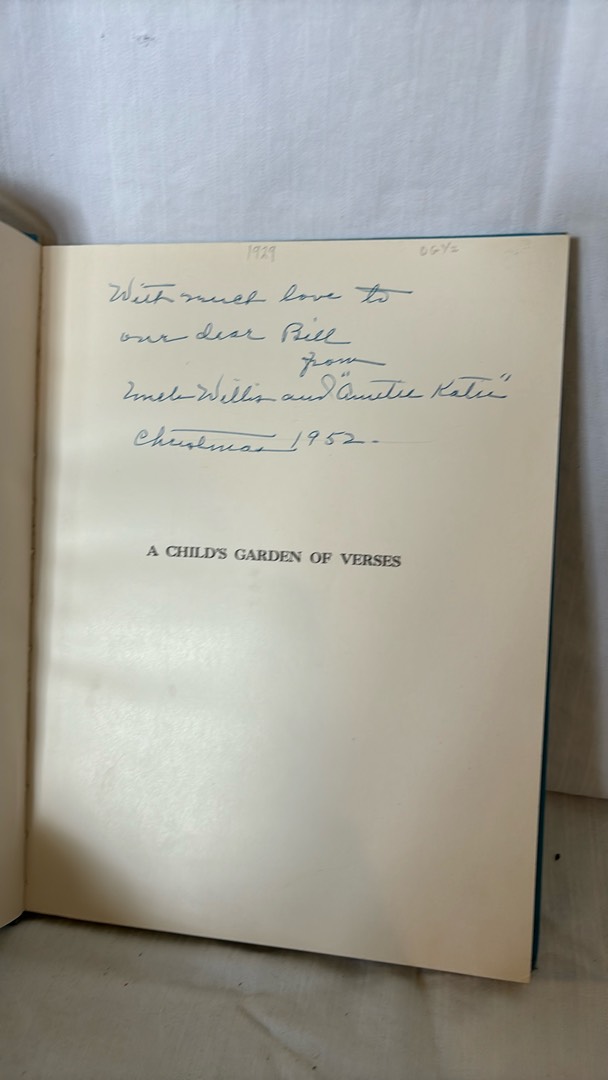 1929
With much love to
our dear Bill
from
Uncle Willis and "Auntie Katie"
Christmas 1952.
A CHILD'S GARDEN OF VERSES